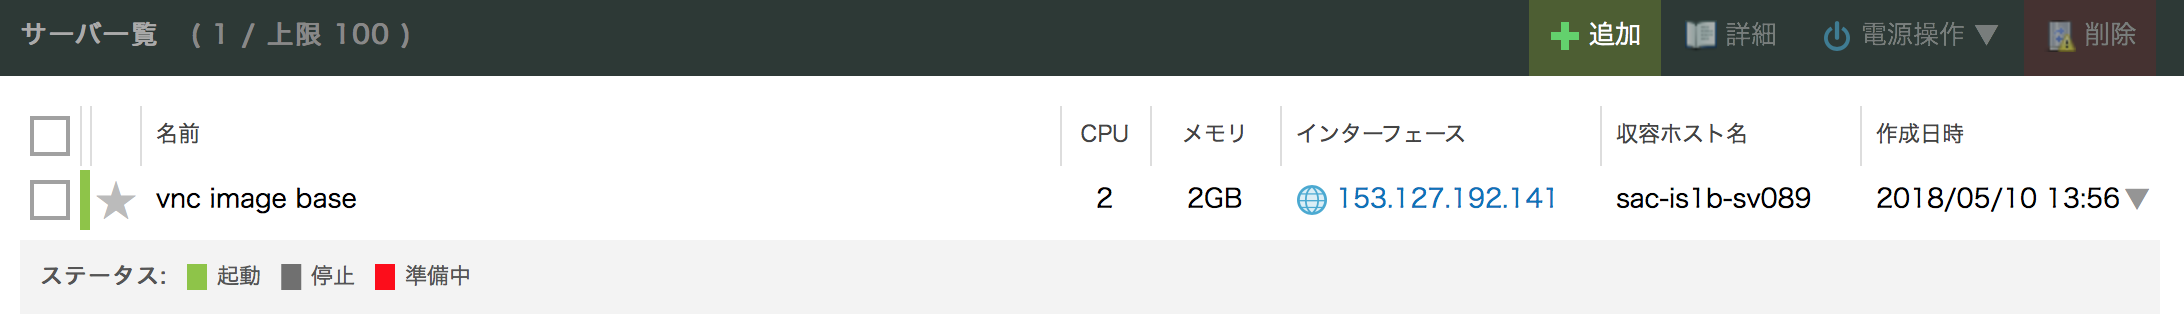 サーバ一覧 ( 1 / 上限 100 ) 追加 詳細 電源操作 ▼ 削除
名前 CPU メモリ インターフェース 収容ホスト名 作成日時
vnc image base 2 2GB 153.127.192.141 sac-is1b-sv089 2018/05/10 13:56 ▼
ステータス: 起動 停止 準備中